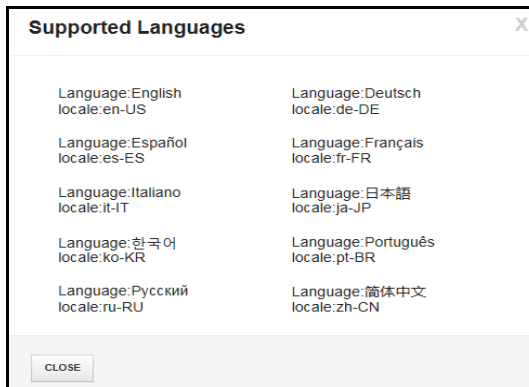 Supported Languages
X
Language:English
locale:en-US
Language:Deutsch
locale:de-DE
Language:Español
locale:es-ES
Language:Français
locale:fr-FR
Language:Italiano
locale:it-IT
Language:日本語
locale:ja-JP
Language:한국어
locale:ko-KR
Language:Português
locale:pt-BR
Language:Русский
locale:ru-RU
Language:简体中文
locale:zh-CN
CLOSE